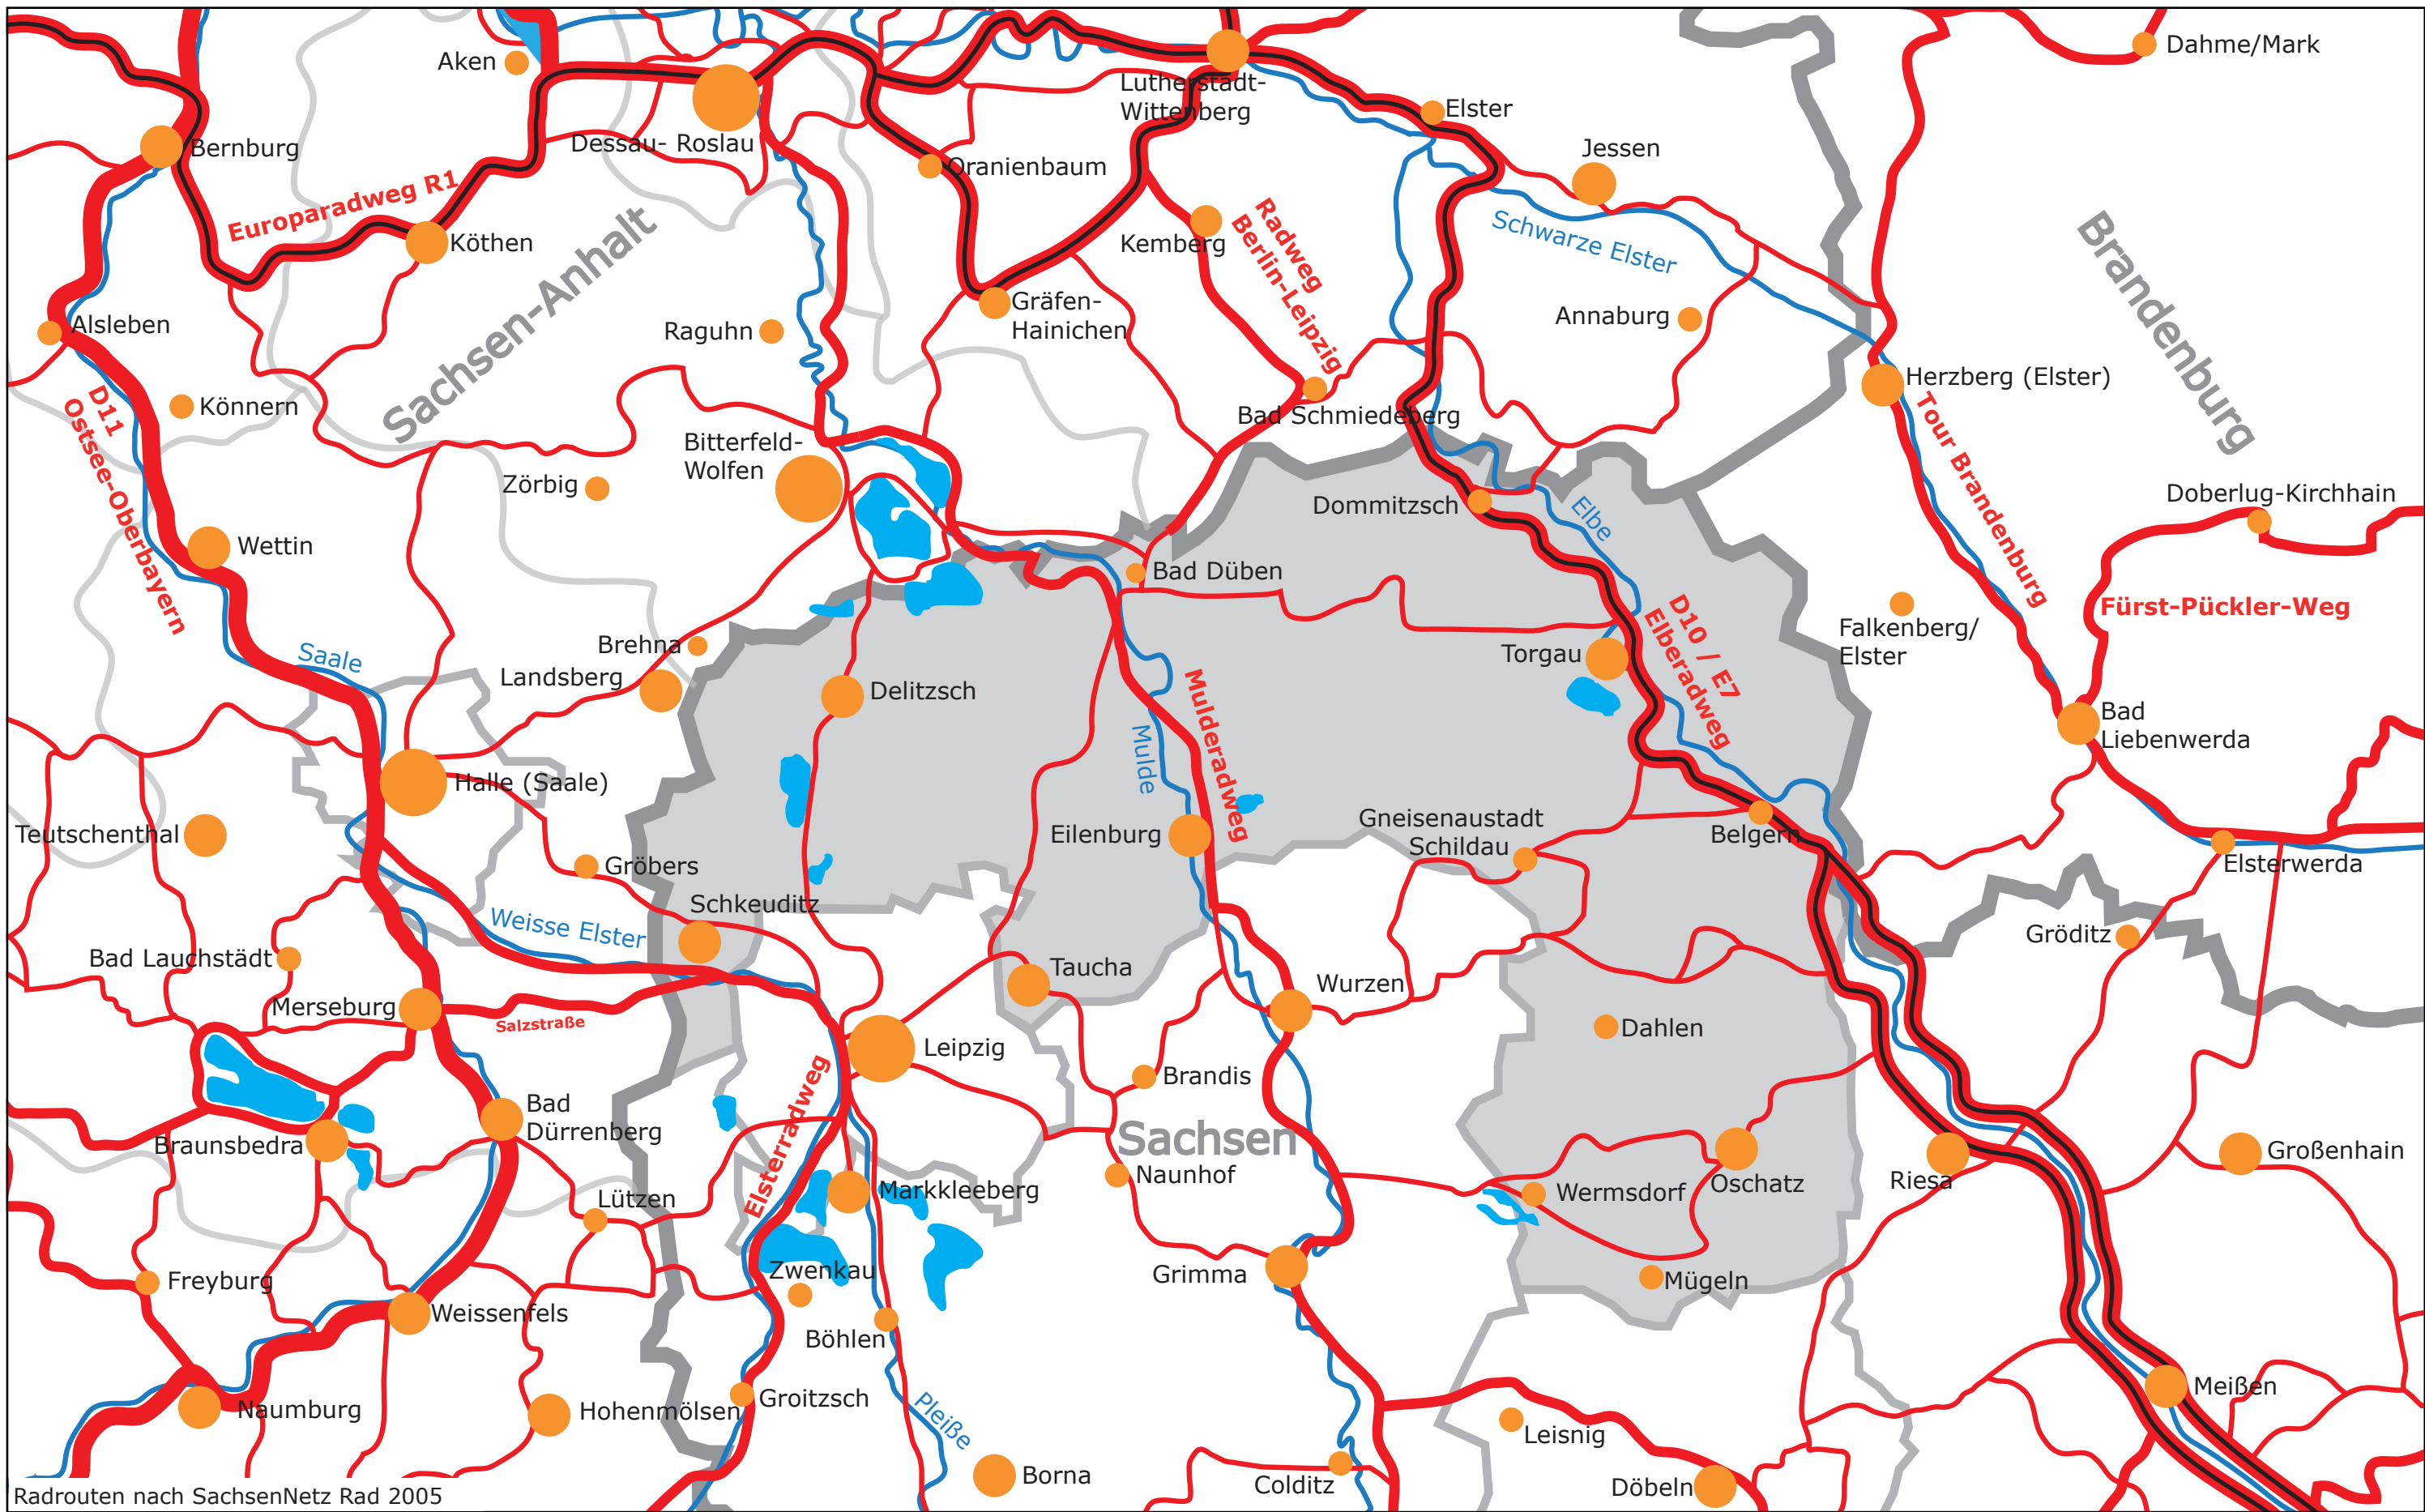 Aken
Dahme/Mark
Lutherstadt-
Wittenberg
Elster
Bernburg
Dessau- Roslau
Jessen
Oranienbaum
Europaradweg R1
Köthen
Sachsen-Anhalt
Kemberg
Radweg
Berlin-Leipzig
Schwarze Elster
Brandenburg
Alsleben
Raguhn
Gräfen-
Hainichen
Annaburg
D11
Ostsee-Oberbayern
Könnern
Bad Schmiedeberg
Herzberg (Elster)
Tour Brandenburg
Bitterfeld-
Wolfen
Zörbig
Dommitzsch
Elbe
Doberlug-Kirchhain
Wettin
Bad Düben
Fürst-Pückler-Weg
Falkenberg/
Elster
Saale
Brehna
Landsberg
Delitzsch
Mulderadweg
Mulde
Torgau
D10 / E7
Elberadweg
Bad
Liebenwerda
Halle (Saale)
Teutschenthal
Gröbers
Eilenburg
Gneisenaustadt
Schildau
Belgern
Elsterwerda
Schkeuditz
Weisse Elster
Bad Lauchstädt
Taucha
Gröditz
Merseburg
Salzstraße
Wurzen
Dahlen
Leipzig
Elsterradweg
Brandis
Bad
Dürrenberg
Braunsbedra
Sachsen
Naunhof
Großenhain
Lützen
Markkleeberg
Wermsdorf
Oschatz
Riesa
Freyburg
Zwenkau
Grimma
Mügeln
Weissenfels
Böhlen
Naumburg
Hohenmölsen
Groitzsch
Pleiße
Meißen
Leisnig
Borna
Colditz
Döbeln
Radrouten nach SachsenNetz Rad 2005